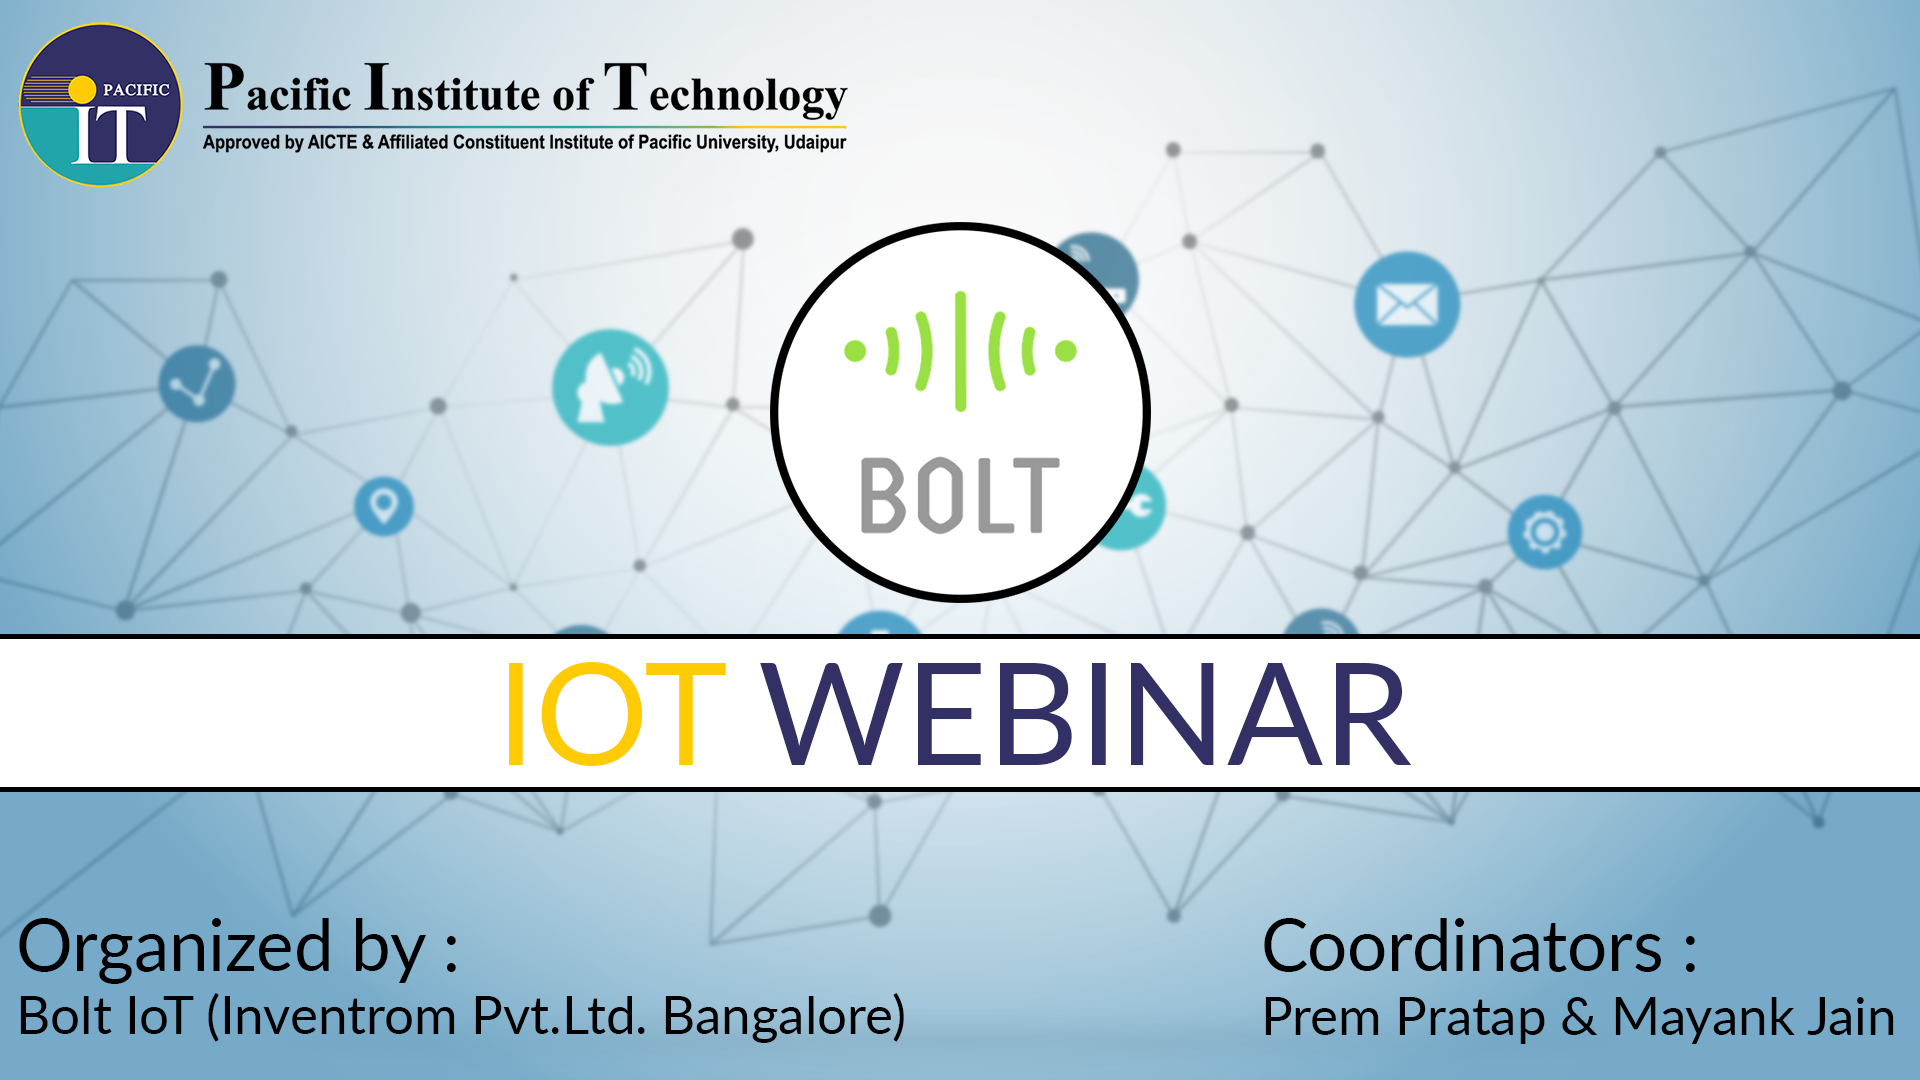 PACIFIC
iT
Pacific Institute of Technology
Approved by AICTE & Affiliated Constituent Institute of Pacific University, Udaipur
BOLT
IOT WEBINAR
Organized by :
Bolt IoT (Inventrom Pvt.Ltd. Bangalore)
Coordinators :
Prem Pratap & Mayank Jain